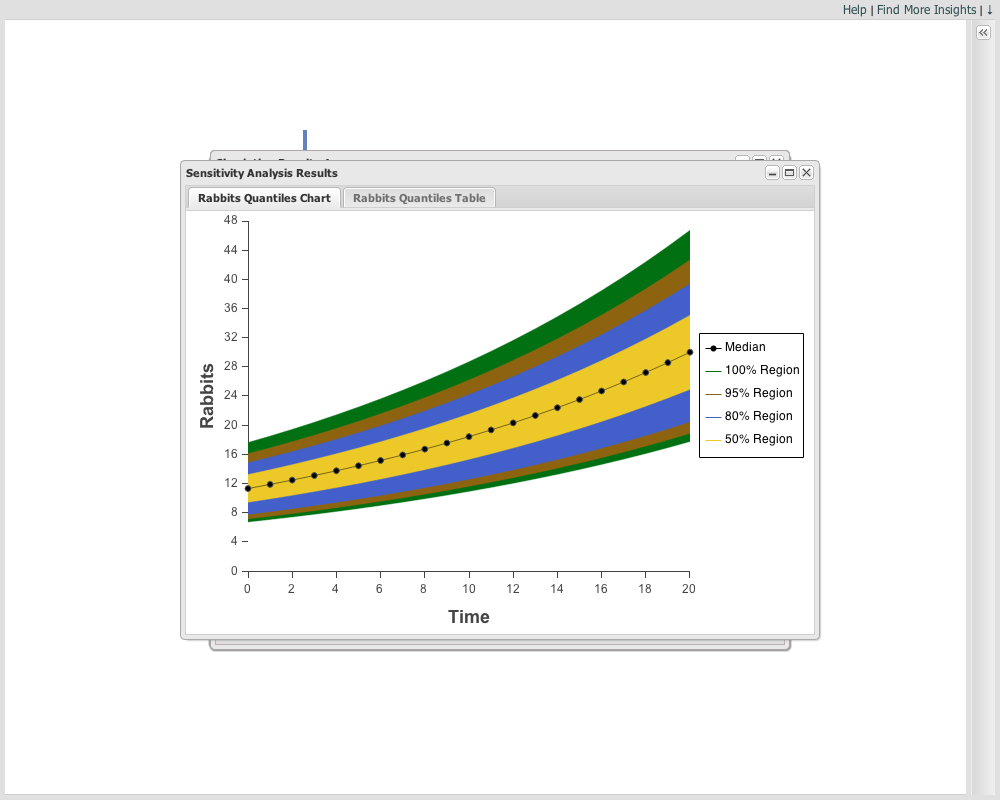 Help | Find More Insights | ↓
Sensitivity Analysis Results
Rabbits Quantiles Chart Rabbits Quantiles Table
48
44
40
36
32
28
24
20
16
12
8
4
0
Rabbits
0 2 4 6 8 10 12 14 16 18 20
Time
Median
100% Region
95% Region
80% Region
50% Region